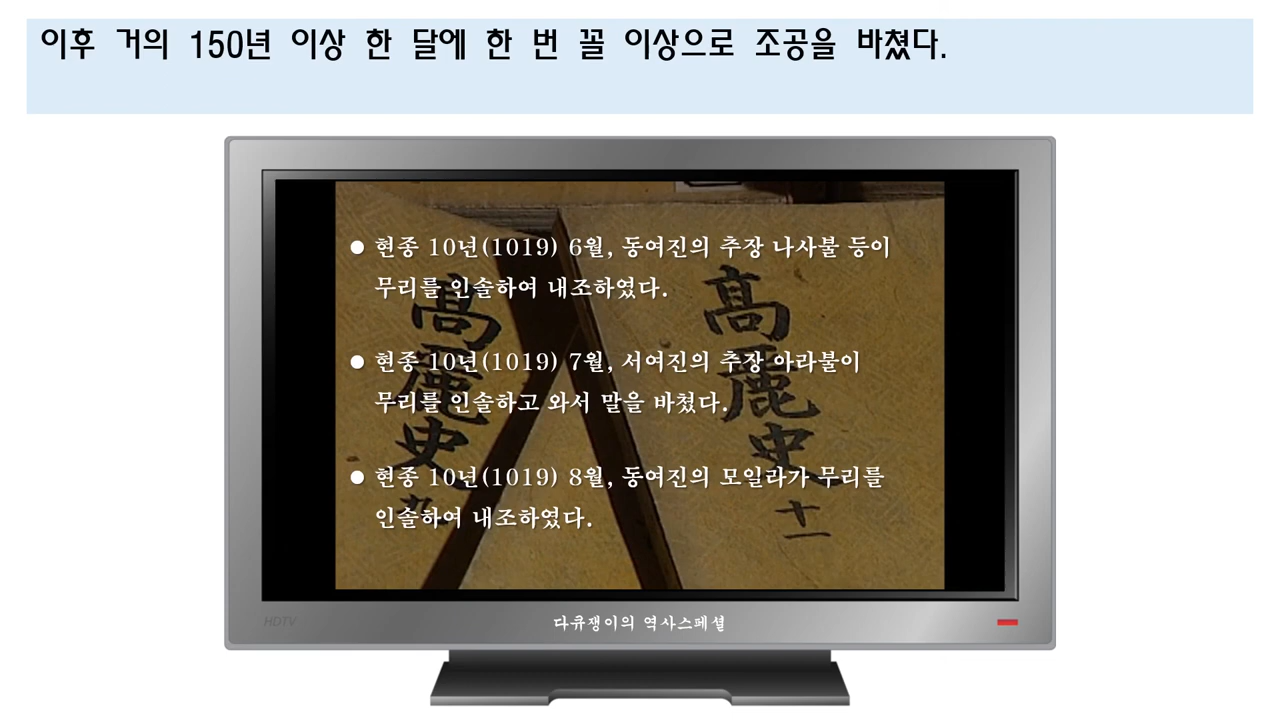 이후 거의 150년 이상 한 달에 한 번 꼴 이상으로 조공을 바쳤다.
● 현종 10년(1019) 6월, 동여진의 추장 나사불 등이
무리를 인솔하여 내조하였다.
● 현종 10년(1019) 7월, 서여진의 추장 아라불이
무리를 인솔하고 와서 말을 바쳤다.
● 현종 10년(1019) 8월, 동여진의 모일라가 무리를
인솔하여 내조하였다.
高麗史 九
高麗史 十一
HDTV
다큐쟁이의 역사스페셜